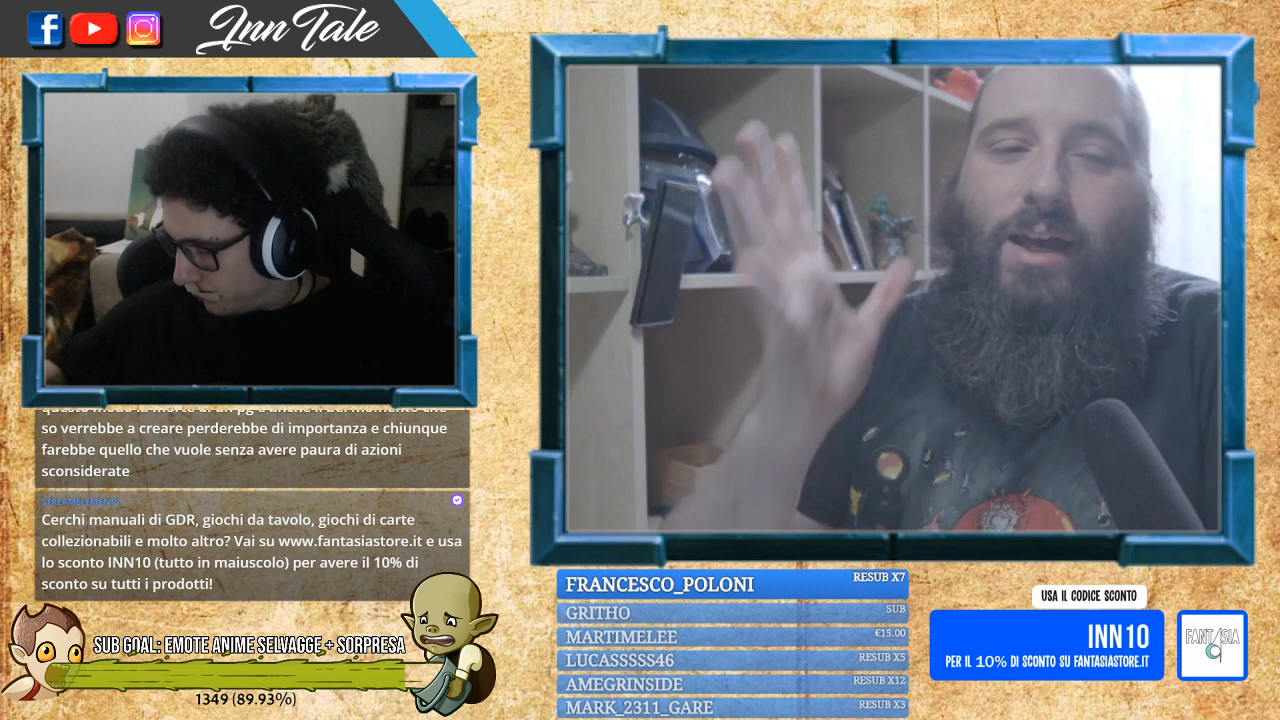 Inn Tale
so verrebbe a creare perderebbe di importanza e chiunque
farebbe quello che vuole senza avere paura di azioni
sconsiderate
STREAMELEMENTS
Cerchi manuali di GDR, giochi da tavolo, giochi di carte
collezionabili e molto altro? Vai su www.fantasiastore.it e usa
lo sconto INN10 (tutto in maiuscolo) per avere il 10% di
sconto su tutti i prodotti!
SUB GOAL: EMOTE ANIME SELVAGGE + SORPRESA
1349 (89.93%)
FRANCESCO_POLONI RESUB X7
GRITHO SUB
MARTIMELEE €15.00
LUCASSSSS46 RESUB X5
AMEGRINSIDE RESUB X12
MARK_2311_GARE RESUB X3
USA IL CODICE SCONTO
INN10
PER IL 10% DI SCONTO SU FANTASIASTORE.IT
FANTASIA